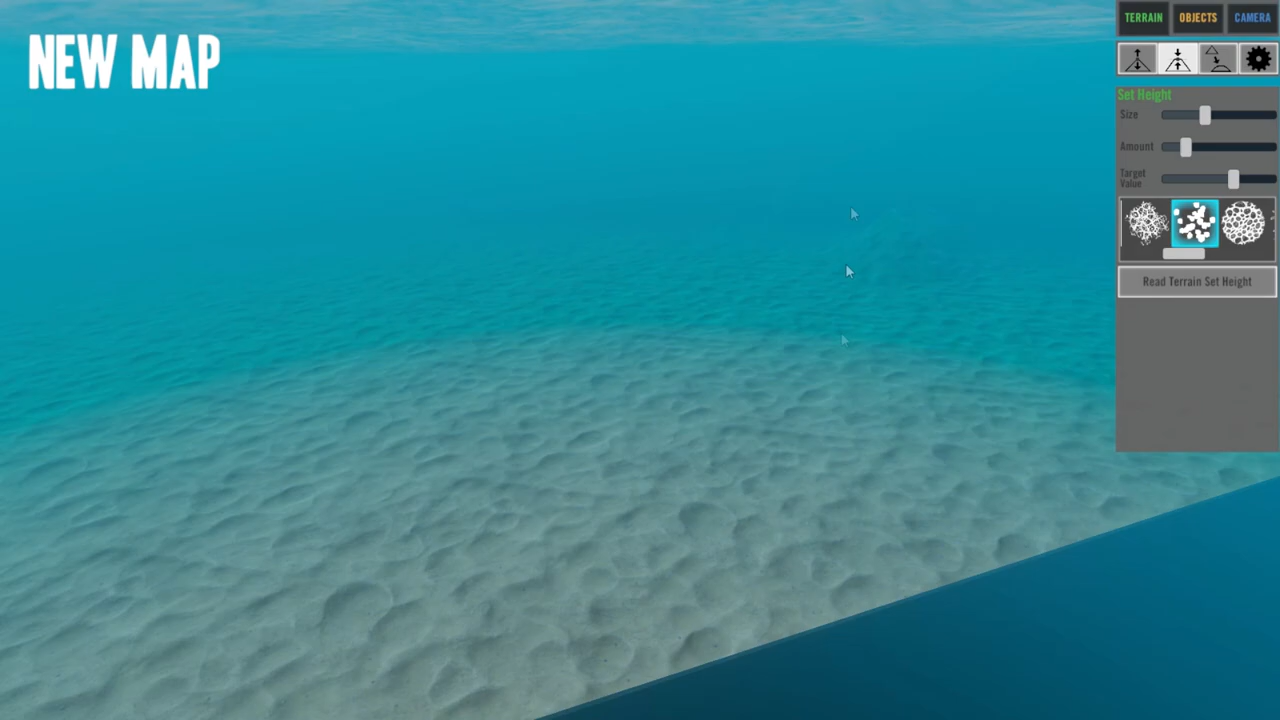 NEW MAP
TERRAIN OBJECTS CAMERA
Set Height
Size
Amount
Target
Value
Read Terrain Set Height